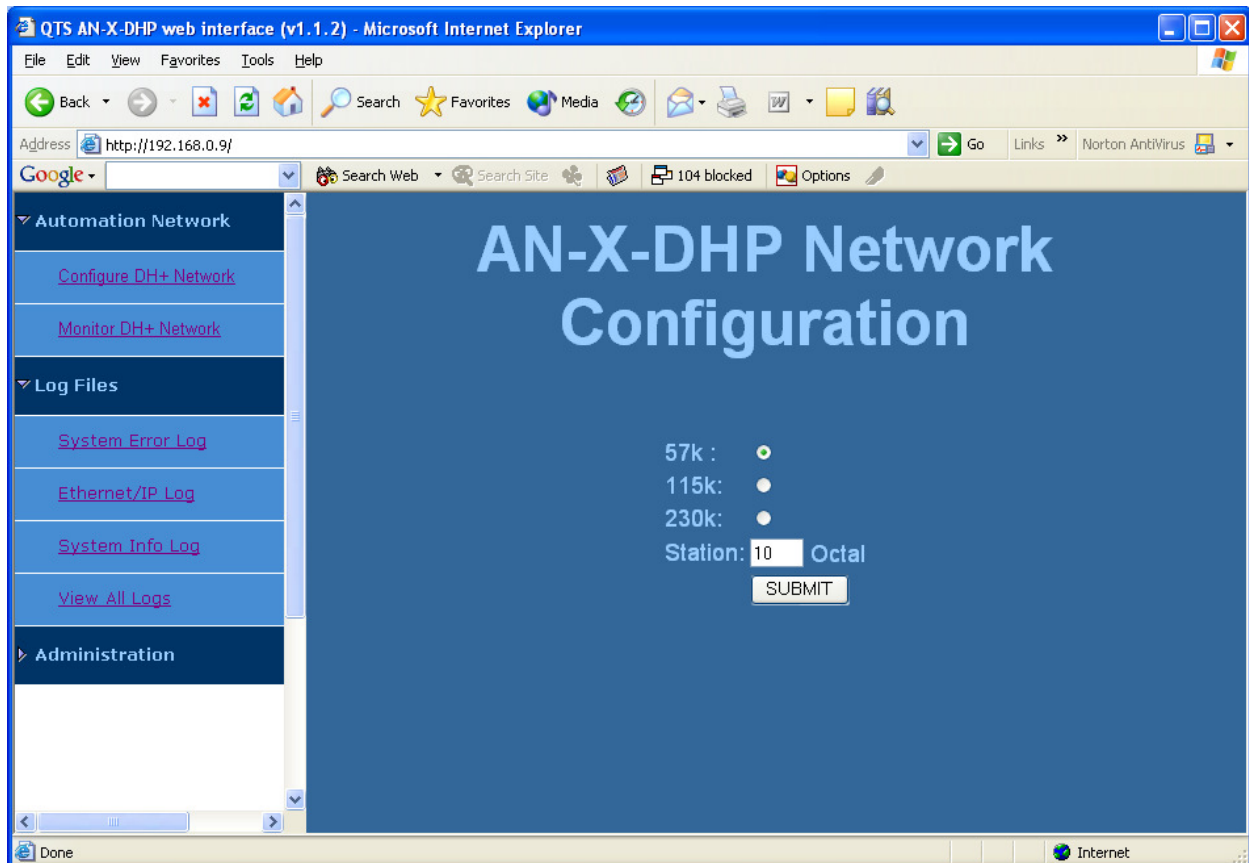 QTS AN-X-DHP web interface (v1.1.2) - Microsoft Internet Explorer
File Edit View Favorites Tools Help
Back Search Favorites Media
Address http://192.168.0.9/ Go Links » Norton AntiVirus
Google Search Web Search Site 104 blocked Options
Automation Network
Configure DH+ Network
Monitor DH+ Network
Log Files
System Error Log
Ethernet/IP Log
System Info Log
View All Logs
Administration
AN-X-DHP Network
Configuration
57k :
115k:
230k:
Station: 10 Octal
SUBMIT
Done Internet